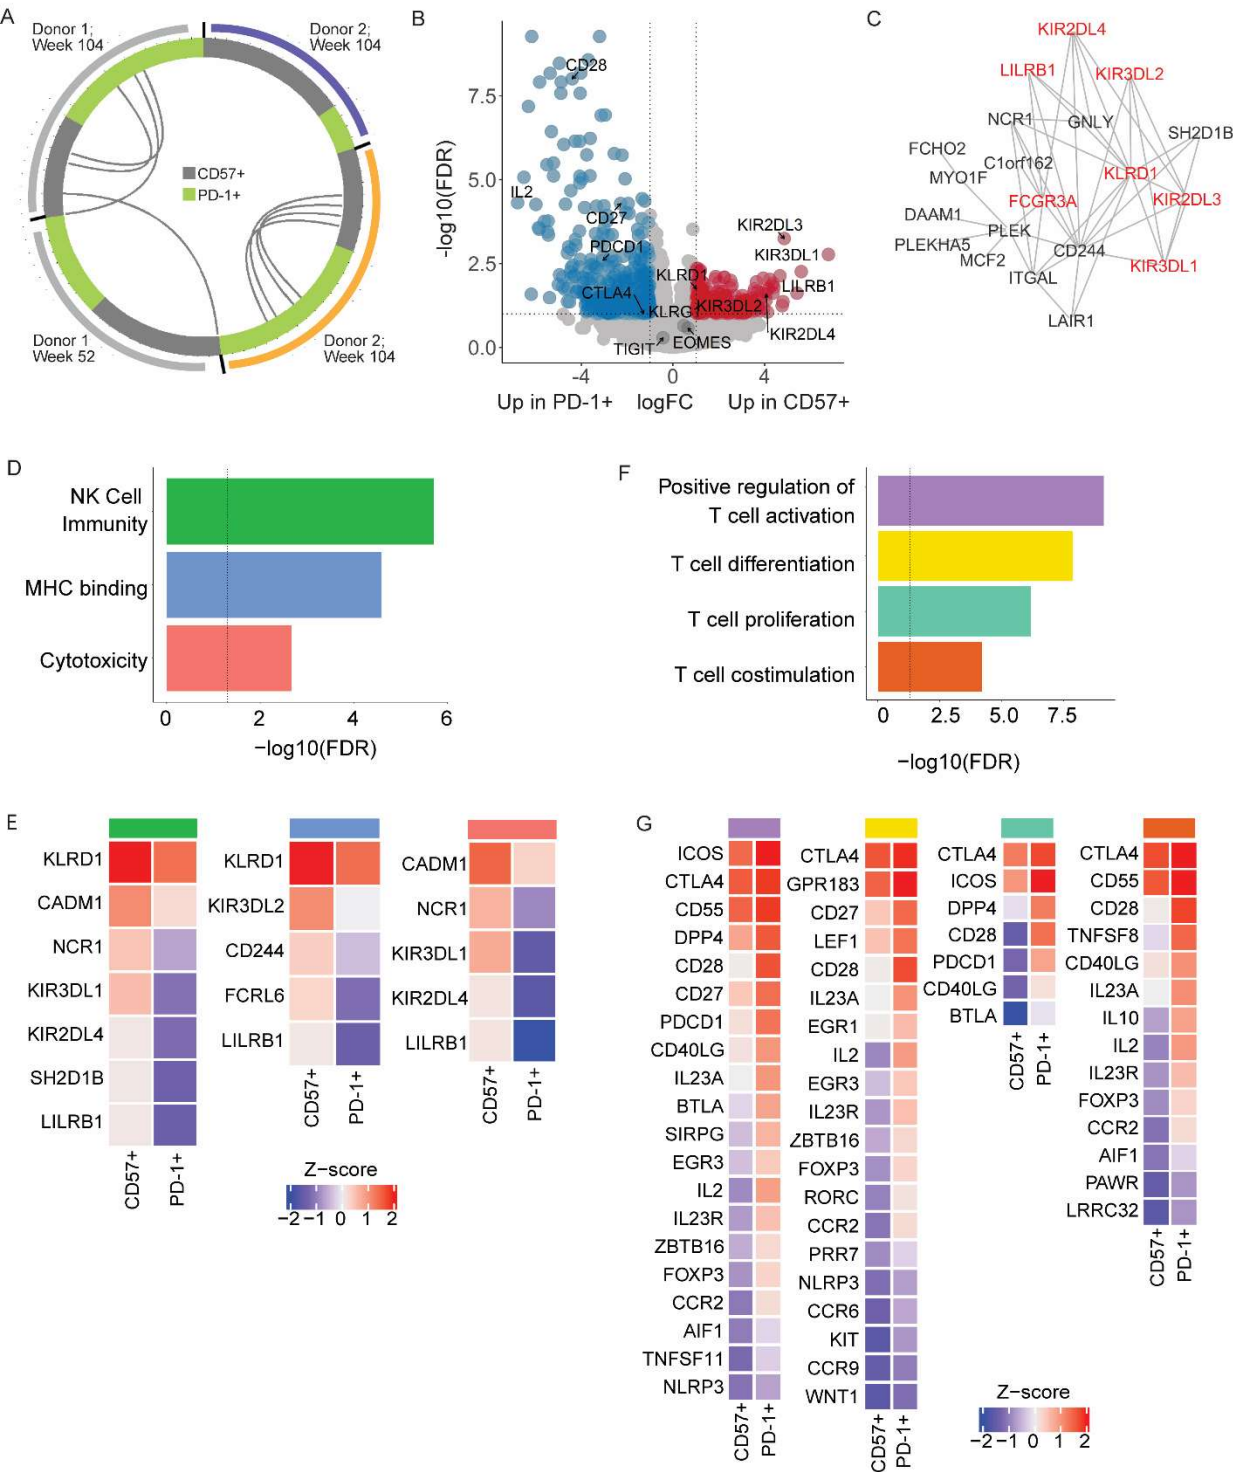 A
Donor 1;
Week 104
Donor 2;
Week 104
CD57+
PD-1+
Donor 1
Week 52
Donor 2;
Week 104
B
-log10(FDR)
7.5
5.0
2.5
0.0
CD28
IL2
CD27
PDCD1
CTLA4
KLRD1
KLRG
KIR3DL2
TIGIT
EOMES
KIR2DL3
KIR3DL1
LILRB1
KIR2DL4
-4
0
4
Up in PD-1+
logFC
Up in CD57+
C
KIR2DL4
LILRB1
KIR3DL2
NCR1
GNLY
SH2D1B
FCHO2
C1orf162
MYO1F
KLRD1
FCGR3A
KIR2DL3
DAAM1
PLEK
PLEKHA5
CD244
MCF2
KIR3DL1
ITGAL
LAIR1
D
NK Cell
Immunity
MHC binding
Cytotoxicity
0
2
4
6
−log10(FDR)
F
Positive regulation of
T cell activation
T cell differentiation
T cell proliferation
T cell costimulation
0
2.5
5.0
7.5
−log10(FDR)
E
KLRD1
CADM1
NCR1
KIR3DL1
KIR2DL4
SH2D1B
LILRB1
CD57+
PD-1+
KLRD1
KIR3DL2
CD244
FCRL6
LILRB1
CD57+
PD-1+
CADM1
NCR1
KIR3DL1
KIR2DL4
LILRB1
CD57+
PD-1+
Z−score
−2 −1 0 1 2
G
ICOS
CTLA4
CD55
DPP4
CD28
CD27
PDCD1
CD40LG
IL23A
BTLA
SIRPG
EGR3
IL2
IL23R
ZBTB16
FOXP3
CCR2
AIF1
TNFSF11
NLRP3
CD57+
PD-1+
CTLA4
GPR183
CD27
LEF1
CD28
IL23A
EGR1
IL2
EGR3
IL23R
ZBTB16
FOXP3
RORC
CCR2
PRR7
NLRP3
CCR6
KIT
CCR9
WNT1
CD57+
PD-1+
CTLA4
ICOS
DPP4
CD28
PDCD1
CD40LG
BTLA
CD57+
PD-1+
CTLA4
CD55
CD28
TNFSF8
CD40LG
IL23A
IL10
IL2
IL23R
FOXP3
CCR2
AIF1
PAWR
LRRC32
CD57+
PD-1+
Z−score
−2 −1 0 1 2